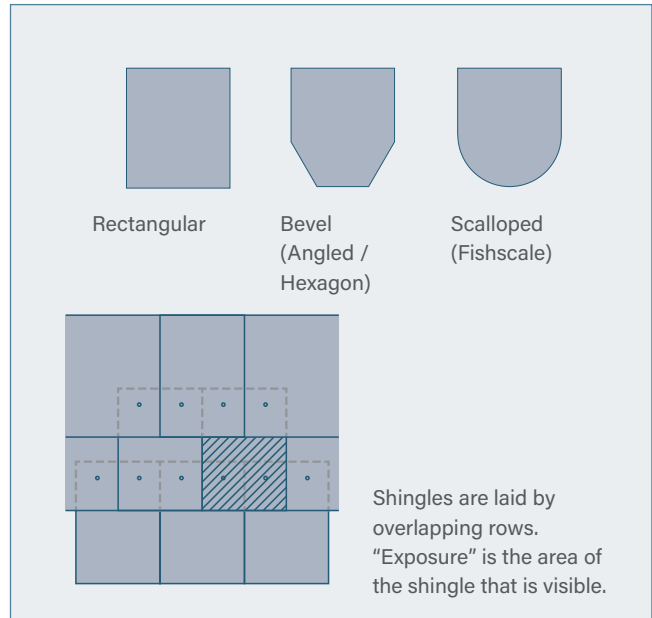 Rectangular
Bevel
(Angled /
Hexagon)
Scalloped
(Fishscale)
Shingles are laid by
overlapping rows.
“Exposure” is the area of
the shingle that is visible.